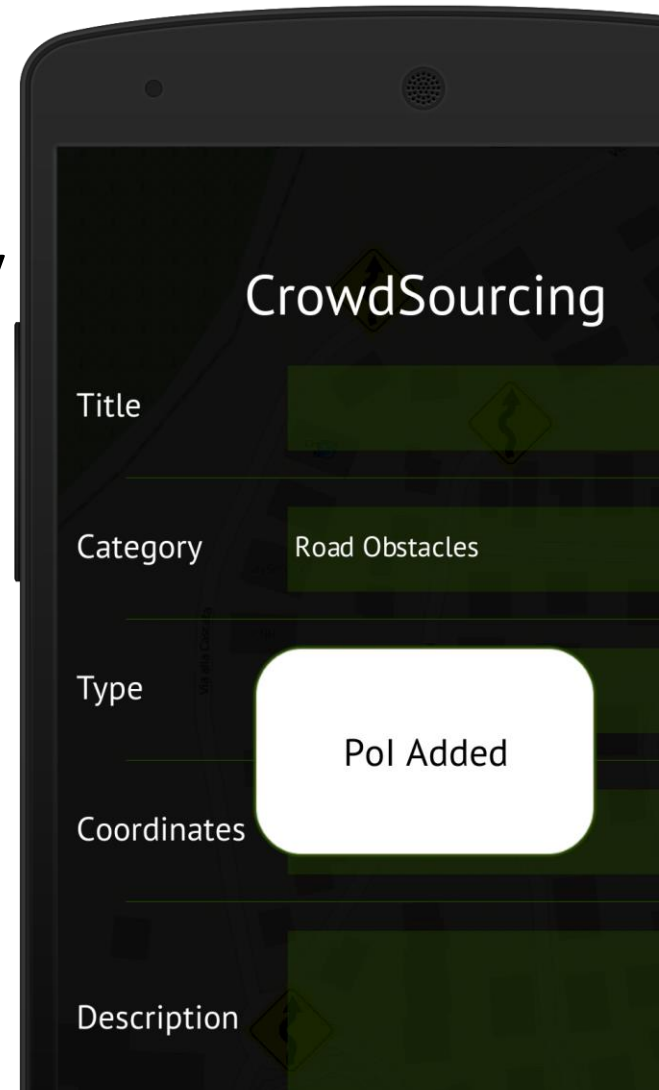 CrowdSourcing
Title
Category
Road Obstacles
Type
PoI Added
Coordinates
Description